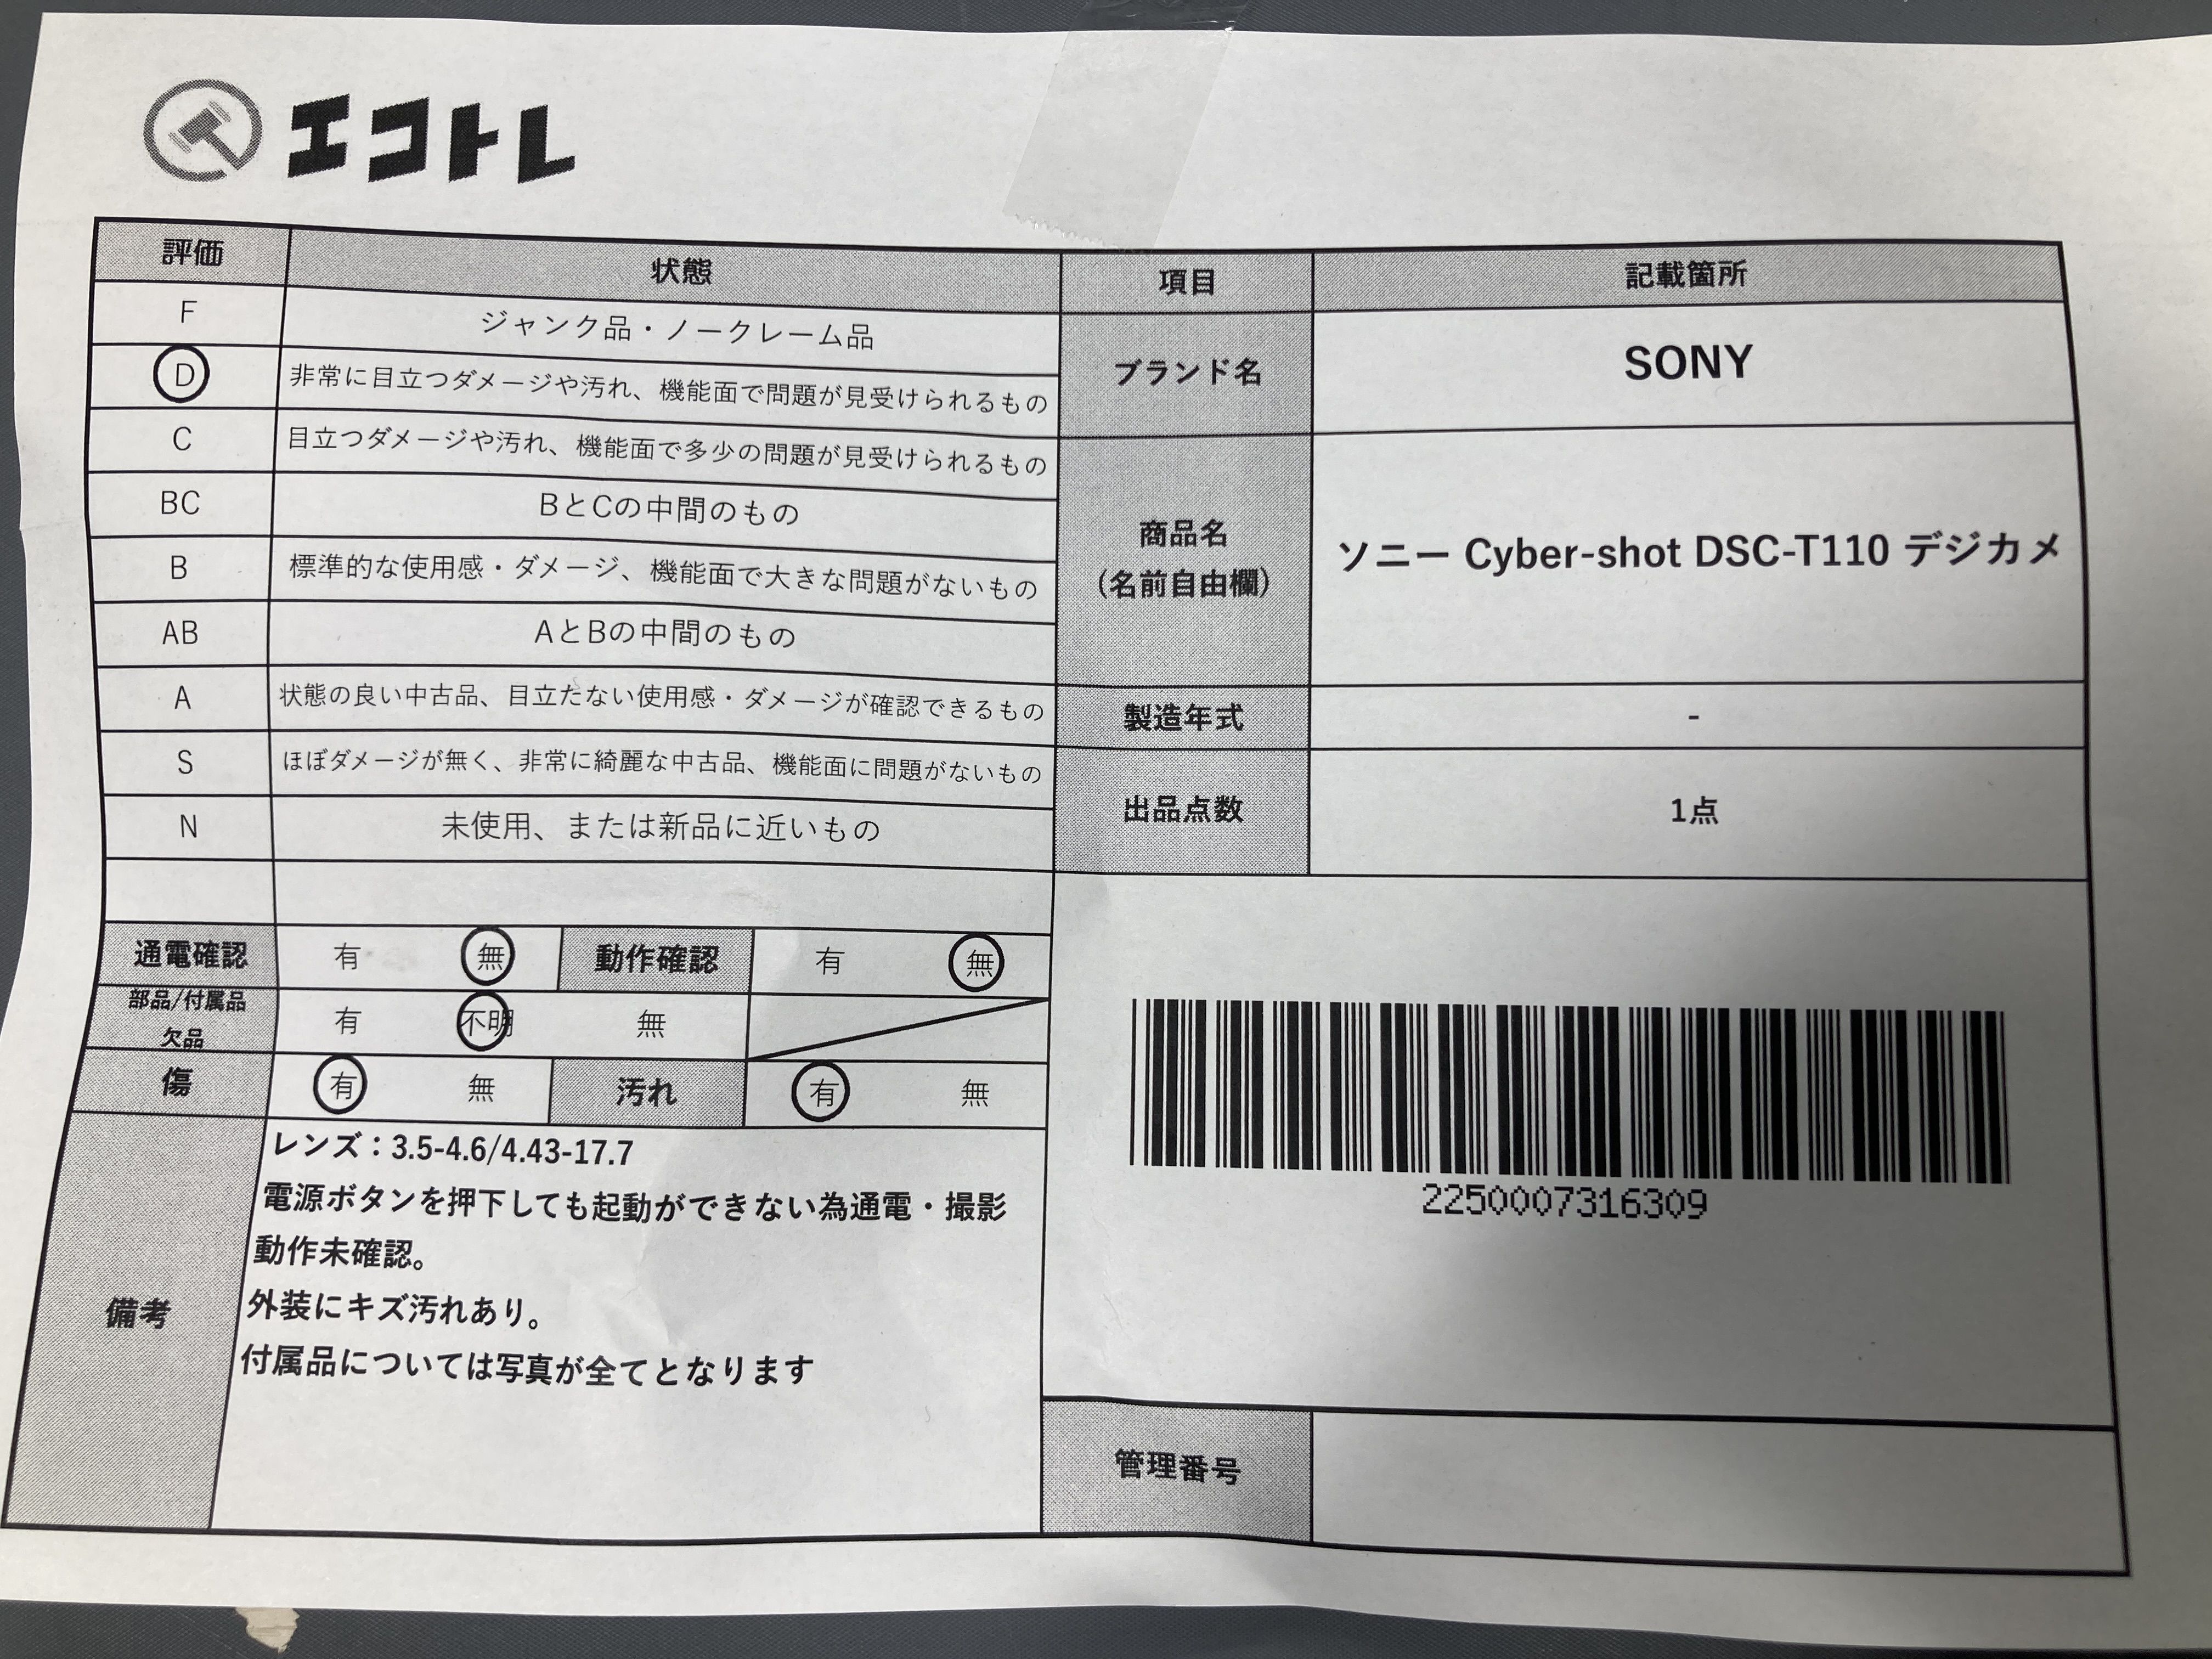 エコトレ
評価 状態 項目 記載箇所
F ジャンク品・ノークレーム品
D 非常に目立つダメージや汚れ、機能面で問題が見受けられるもの
C 目立つダメージや汚れ、機能面で多少の問題が見受けられるもの
BC BとCの中間のもの
B 標準的な使用感・ダメージ、機能面で大きな問題がないもの
AB AとBの中間のもの
A 状態の良い中古品、目立たない使用感・ダメージが確認できるもの
S ほぼダメージが無く、非常に綺麗な中古品、機能面に問題がないもの
N 未使用、または新品に近いもの
ブランド名 SONY
商品名
(名前自由欄)
ソニー Cyber-shot DSC-T110 デジカメ
製造年式 -
出品点数 1点
通電確認 有 無 動作確認 有 無
部品/付属品
欠品
有 不明 無
傷 有 無 汚れ 有 無
備考
レンズ：3.5-4.6/4.43-17.7
電源ボタンを押下しても起動ができない為通電・撮影
動作未確認。
外装にキズ汚れあり。
付属品については写真が全てとなります
2250007316309
管理番号